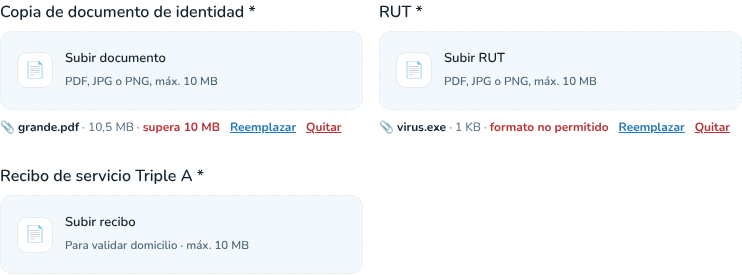 Copia de documento de identidad *
Subir documento
PDF, JPG o PNG, máx. 10 MB
grande.pdf · 10,5 MB · supera 10 MB Reemplazar Quitar
RUT *
Subir RUT
PDF, JPG o PNG, máx. 10 MB
virus.exe · 1 KB · formato no permitido Reemplazar Quitar
Recibo de servicio Triple A *
Subir recibo
Para validar domicilio · máx. 10 MB